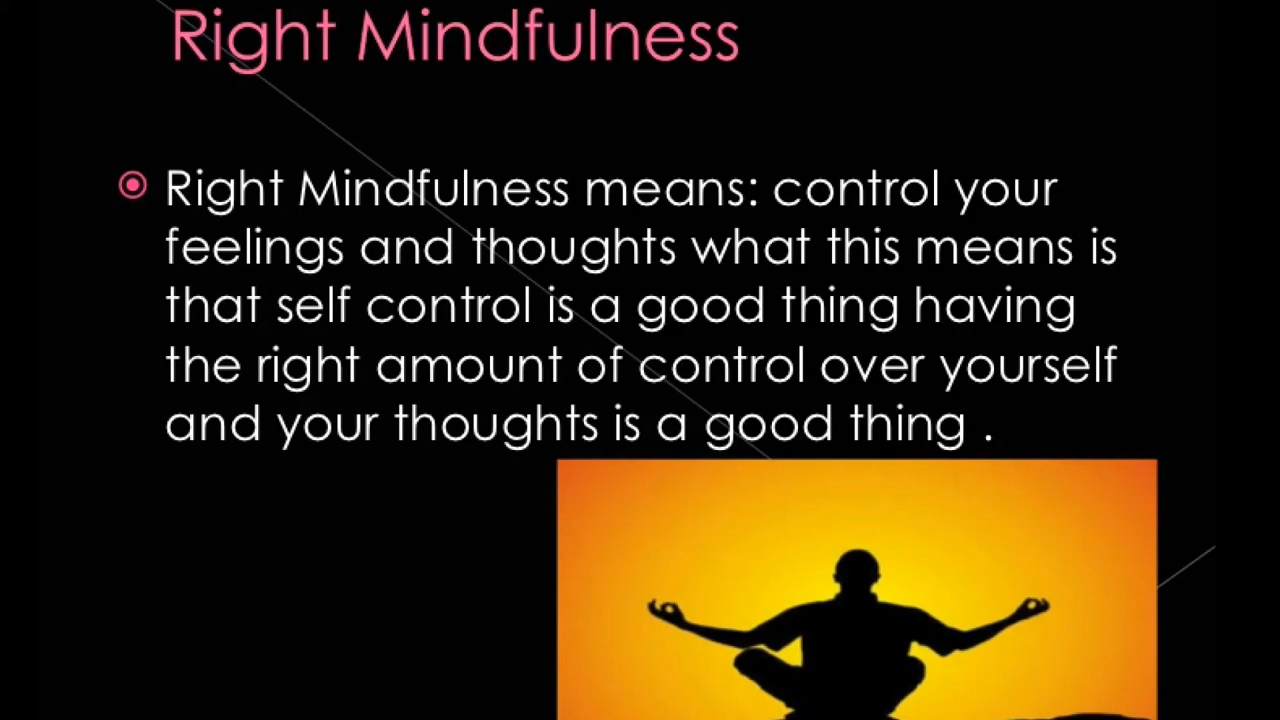 Right Mindfulness
Right Mindfulness means: control your
feelings and thoughts what this means is
that self control is a good thing having
the right amount of control over yourself
and your thoughts is a good thing .